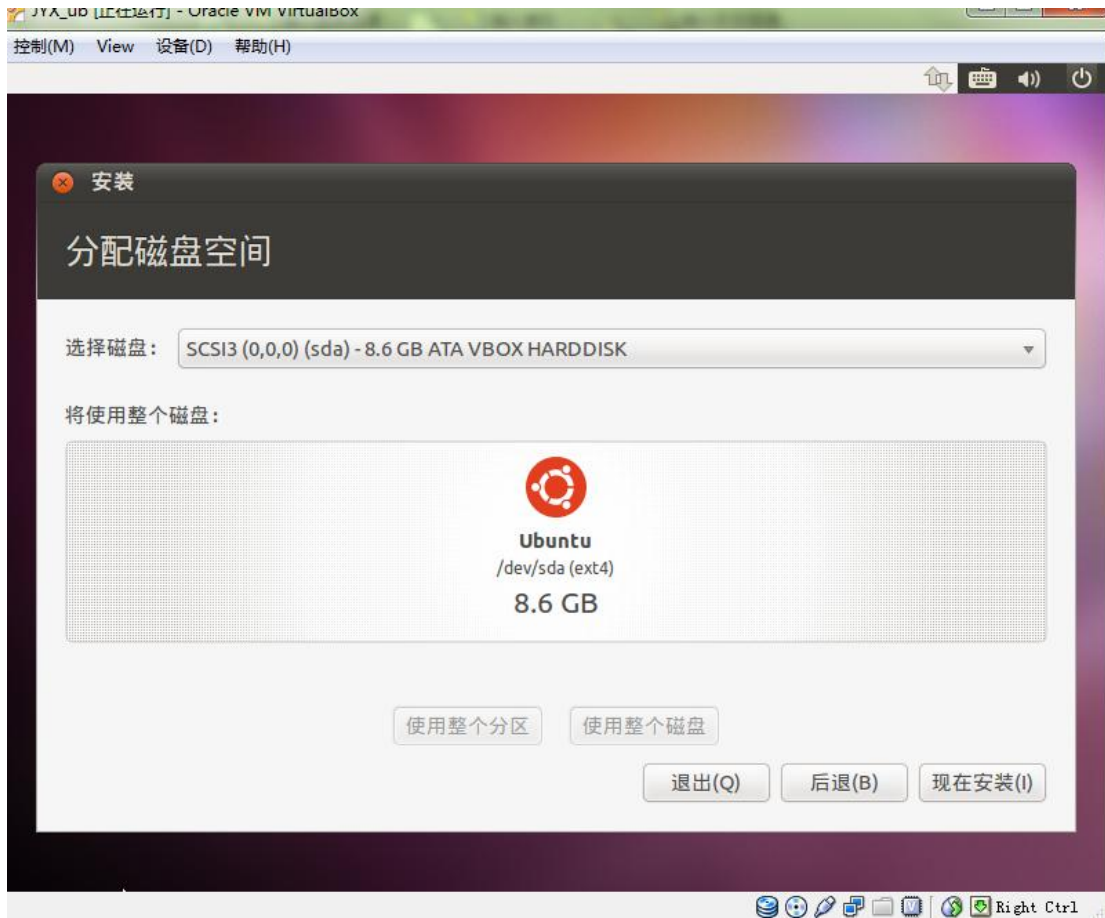 JYX_ub [正在运行] - Oracle VM VirtualBox
控制(M) View 设备(D) 帮助(H)
安装
分配磁盘空间
选择磁盘: SCSI3 (0,0,0) (sda) - 8.6 GB ATA VBOX HARDDISK
将使用整个磁盘:
Ubuntu
/dev/sda (ext4)
8.6 GB
使用整个分区 使用整个磁盘
退出(Q) 后退(B) 现在安装(I)
Right Ctrl